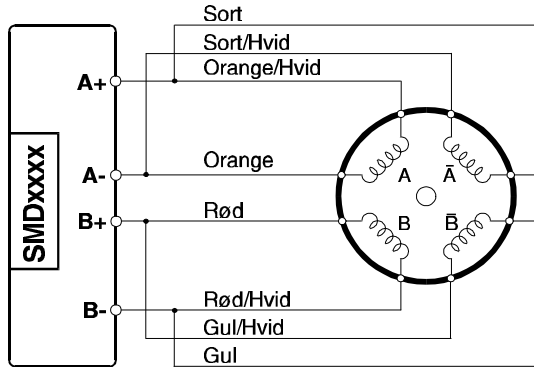 Sort
Sort/Hvid
Orange/Hvid
A+
Orange
A-
A
Ā
SMDxxxx
B+
Rød
B
B̄
Rød/Hvid
B-
Gul/Hvid
Gul